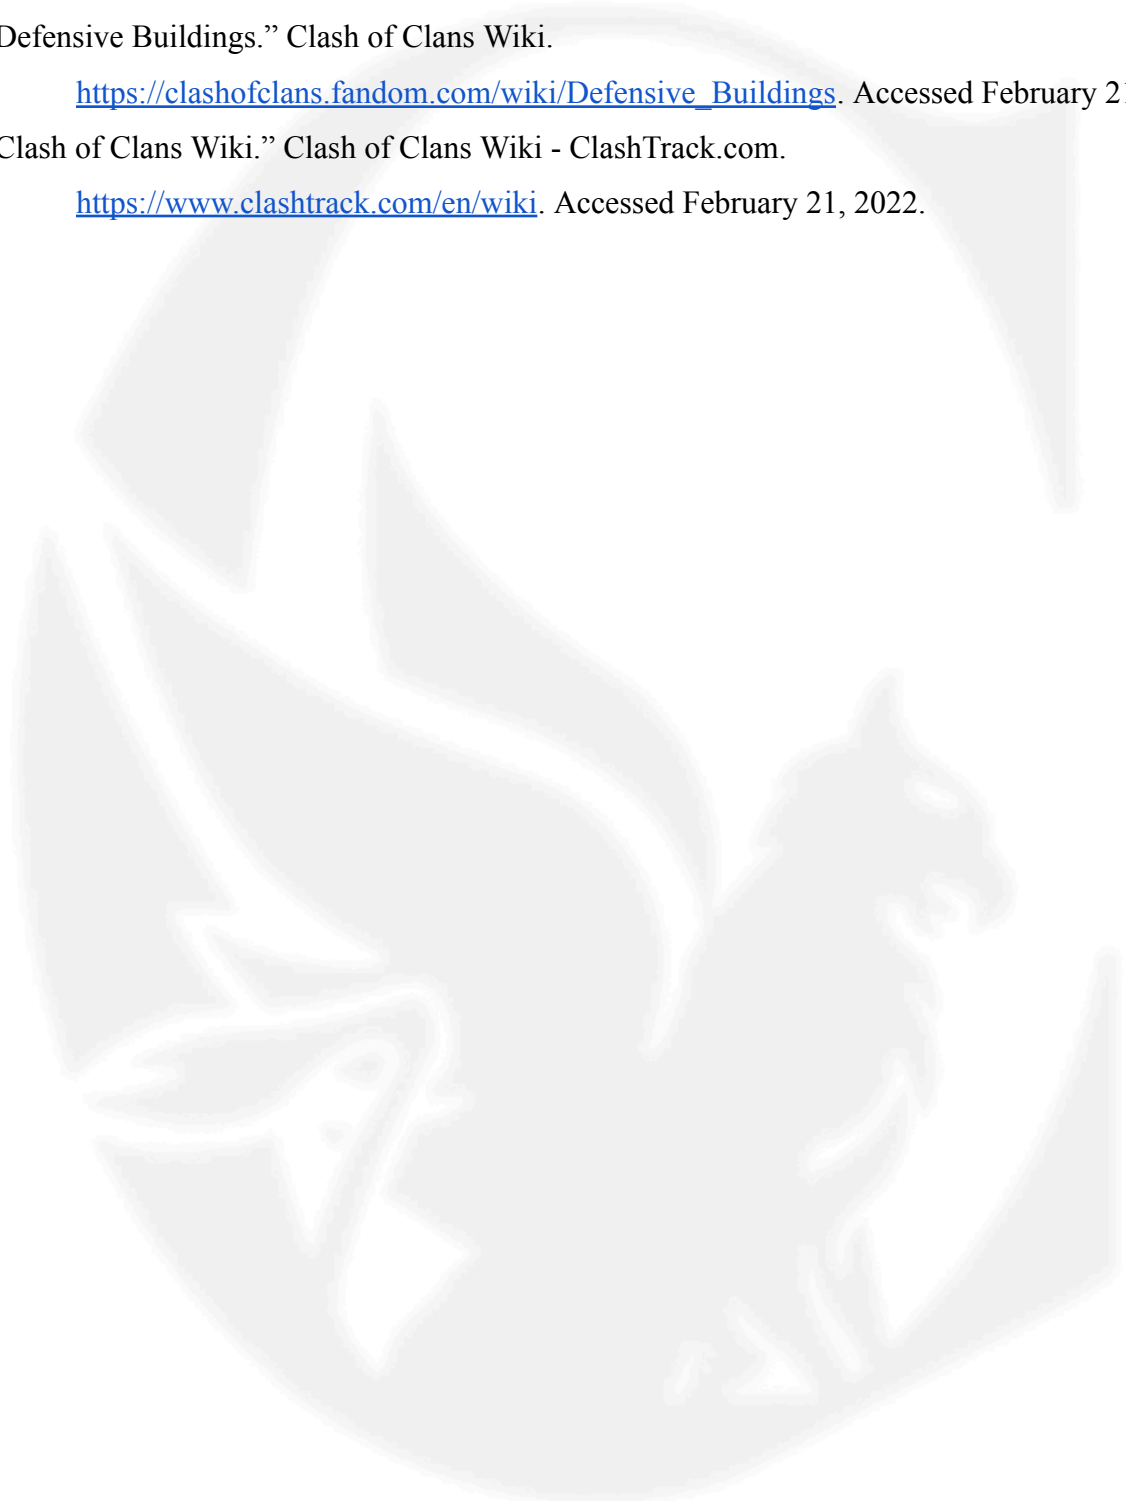 Defensive Buildings.” Clash of Clans Wiki.
https://clashofclans.fandom.com/wiki/Defensive_Buildings. Accessed February 21
Clash of Clans Wiki.” Clash of Clans Wiki - ClashTrack.com.
https://www.clashtrack.com/en/wiki. Accessed February 21, 2022.